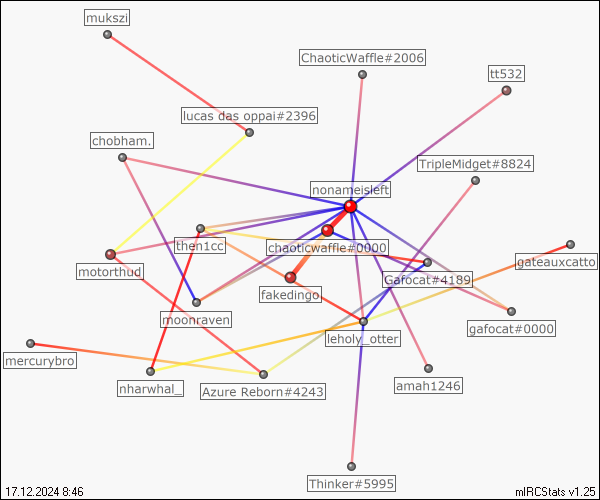 mukszi
ChaoticWaffle#2006
tt532
lucas das oppai#2396
chobham.
TripleMidget#8824
nonameisleft
then1cc
chaoticwaffle#0000
motorthud
gateauxcatto
Gafocat#4189
fakedingo
moonraven
gafocat#0000
leholy_otter
mercurybro
nharwhal_
Azure Reborn#4243
amah1246
Thinker#5995
17.12.2024 8:46
mIRCStats v1.25